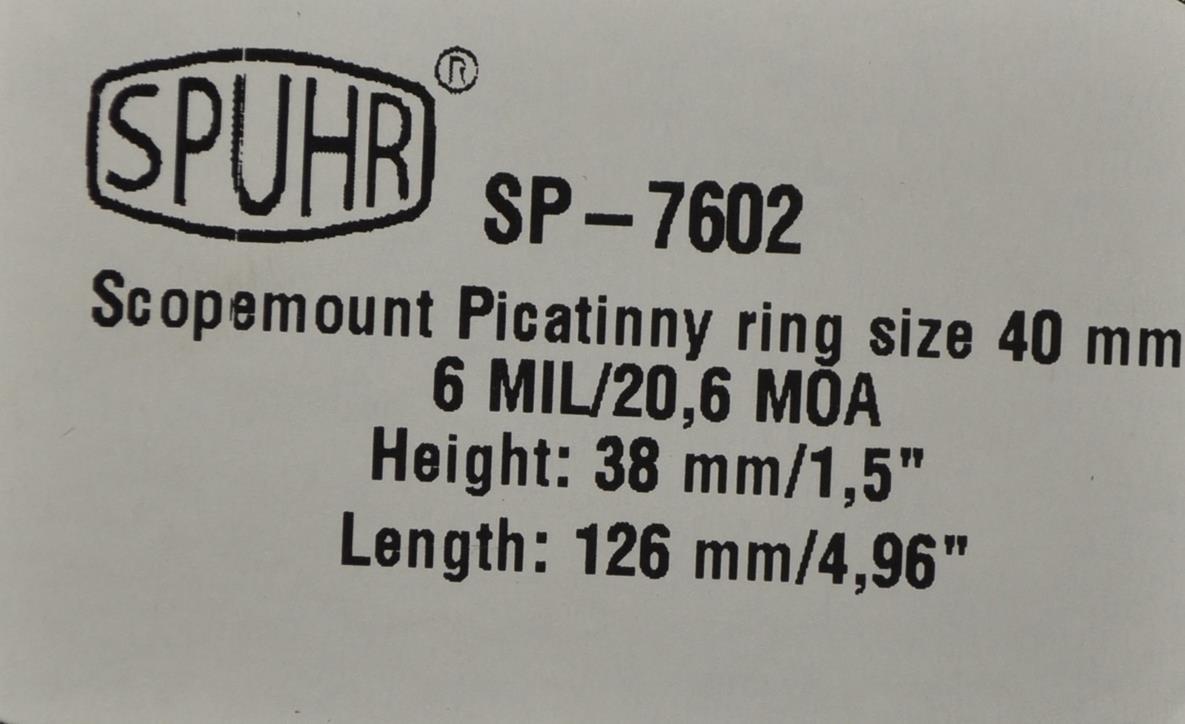 SPUHR®
SP-7602
Scopemount Picatinny ring size 40 mm
6 MIL/20,6 MOA
Height: 38 mm/1,5"
Length: 126 mm/4,96"